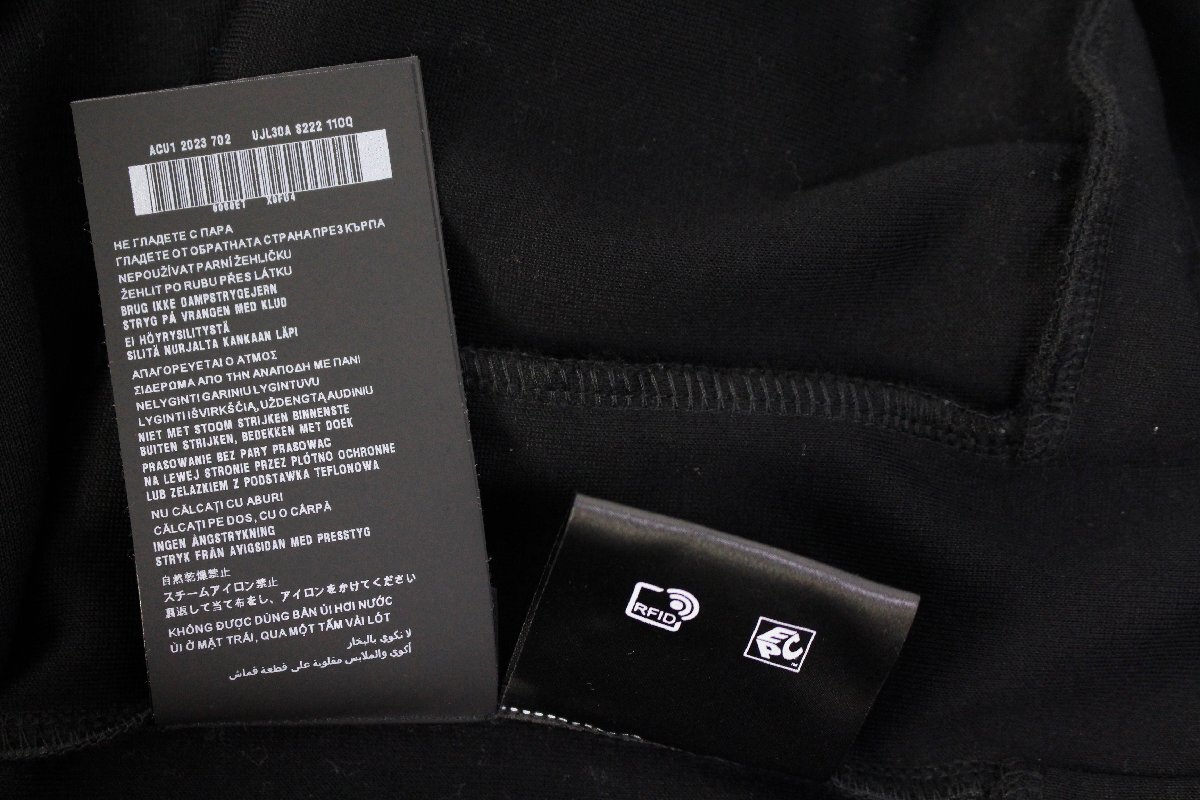 ACU1 2023 702 UJL30A S222 110Q
НЕ ГЛАДЕТЕ С ПАРА
ГЛАДЕТЕ ОТ ОБРАТНАТА СТРАНА ПРЕЗ КЪРПА
NEPOUŽÍVAT PARNÍ ŽEHLIČKU
ŽEHLIT PO RUBU PŘES LÁTKU
BRUG IKKE DAMPSTRYGEJERN
STRYG PÅ VRANGEN MED KLUD
EI HÖYRYSILITYSTÄ
SILITÄ NURJALTA KANKAAN LÄPI
ΑΠΑΓΟΡΕΥΕΤΑΙ Ο ΑΤΜΟΣ
ΣΙΔΕΡΩΜΑ ΑΠΟ ΤΗΝ ΑΝΑΠΟΔΗ ΜΕ ΠΑΝΙ
NELYGINTI GARINIU LYGINTUVU
LYGINTI IŠVIRKŠČIĄ, UŽDENGTĄ AUDINIU
NIET MET STOOM STRIJKEN BINNENSTE
BUITEN STRIJKEN, BEDEKKEN MET DOEK
PRASOWANIE BEZ PARY PRASOWAC
NA LEWEJ STRONIE PRZEZ PLÓTNO OCHRONNE
LUB ZELAZKIEM Z PODSTAWKA TEFLONOWA
NU CĂLCAȚI CU ABURI
CĂLCAȚI PE DOS, CU O CÂRPĂ
INGEN ÅNGSTRYKNING
STRYK FRÅN AVIGSIDAN MED PRESSTYG
自然乾燥禁止
スチームアイロン禁止
裏返して当て布をし、アイロンをかけてください
KHÔNG ĐƯỢC DÙNG BÀN ỦI HƠI NƯỚC
ỦI Ở MẶT TRÁI, QUA MỘT TẤM VẢI LÓT
لا تكوي بالبخار
أكوي والملابس مقلوبة على قطعة قماش
RFID
EPC
™